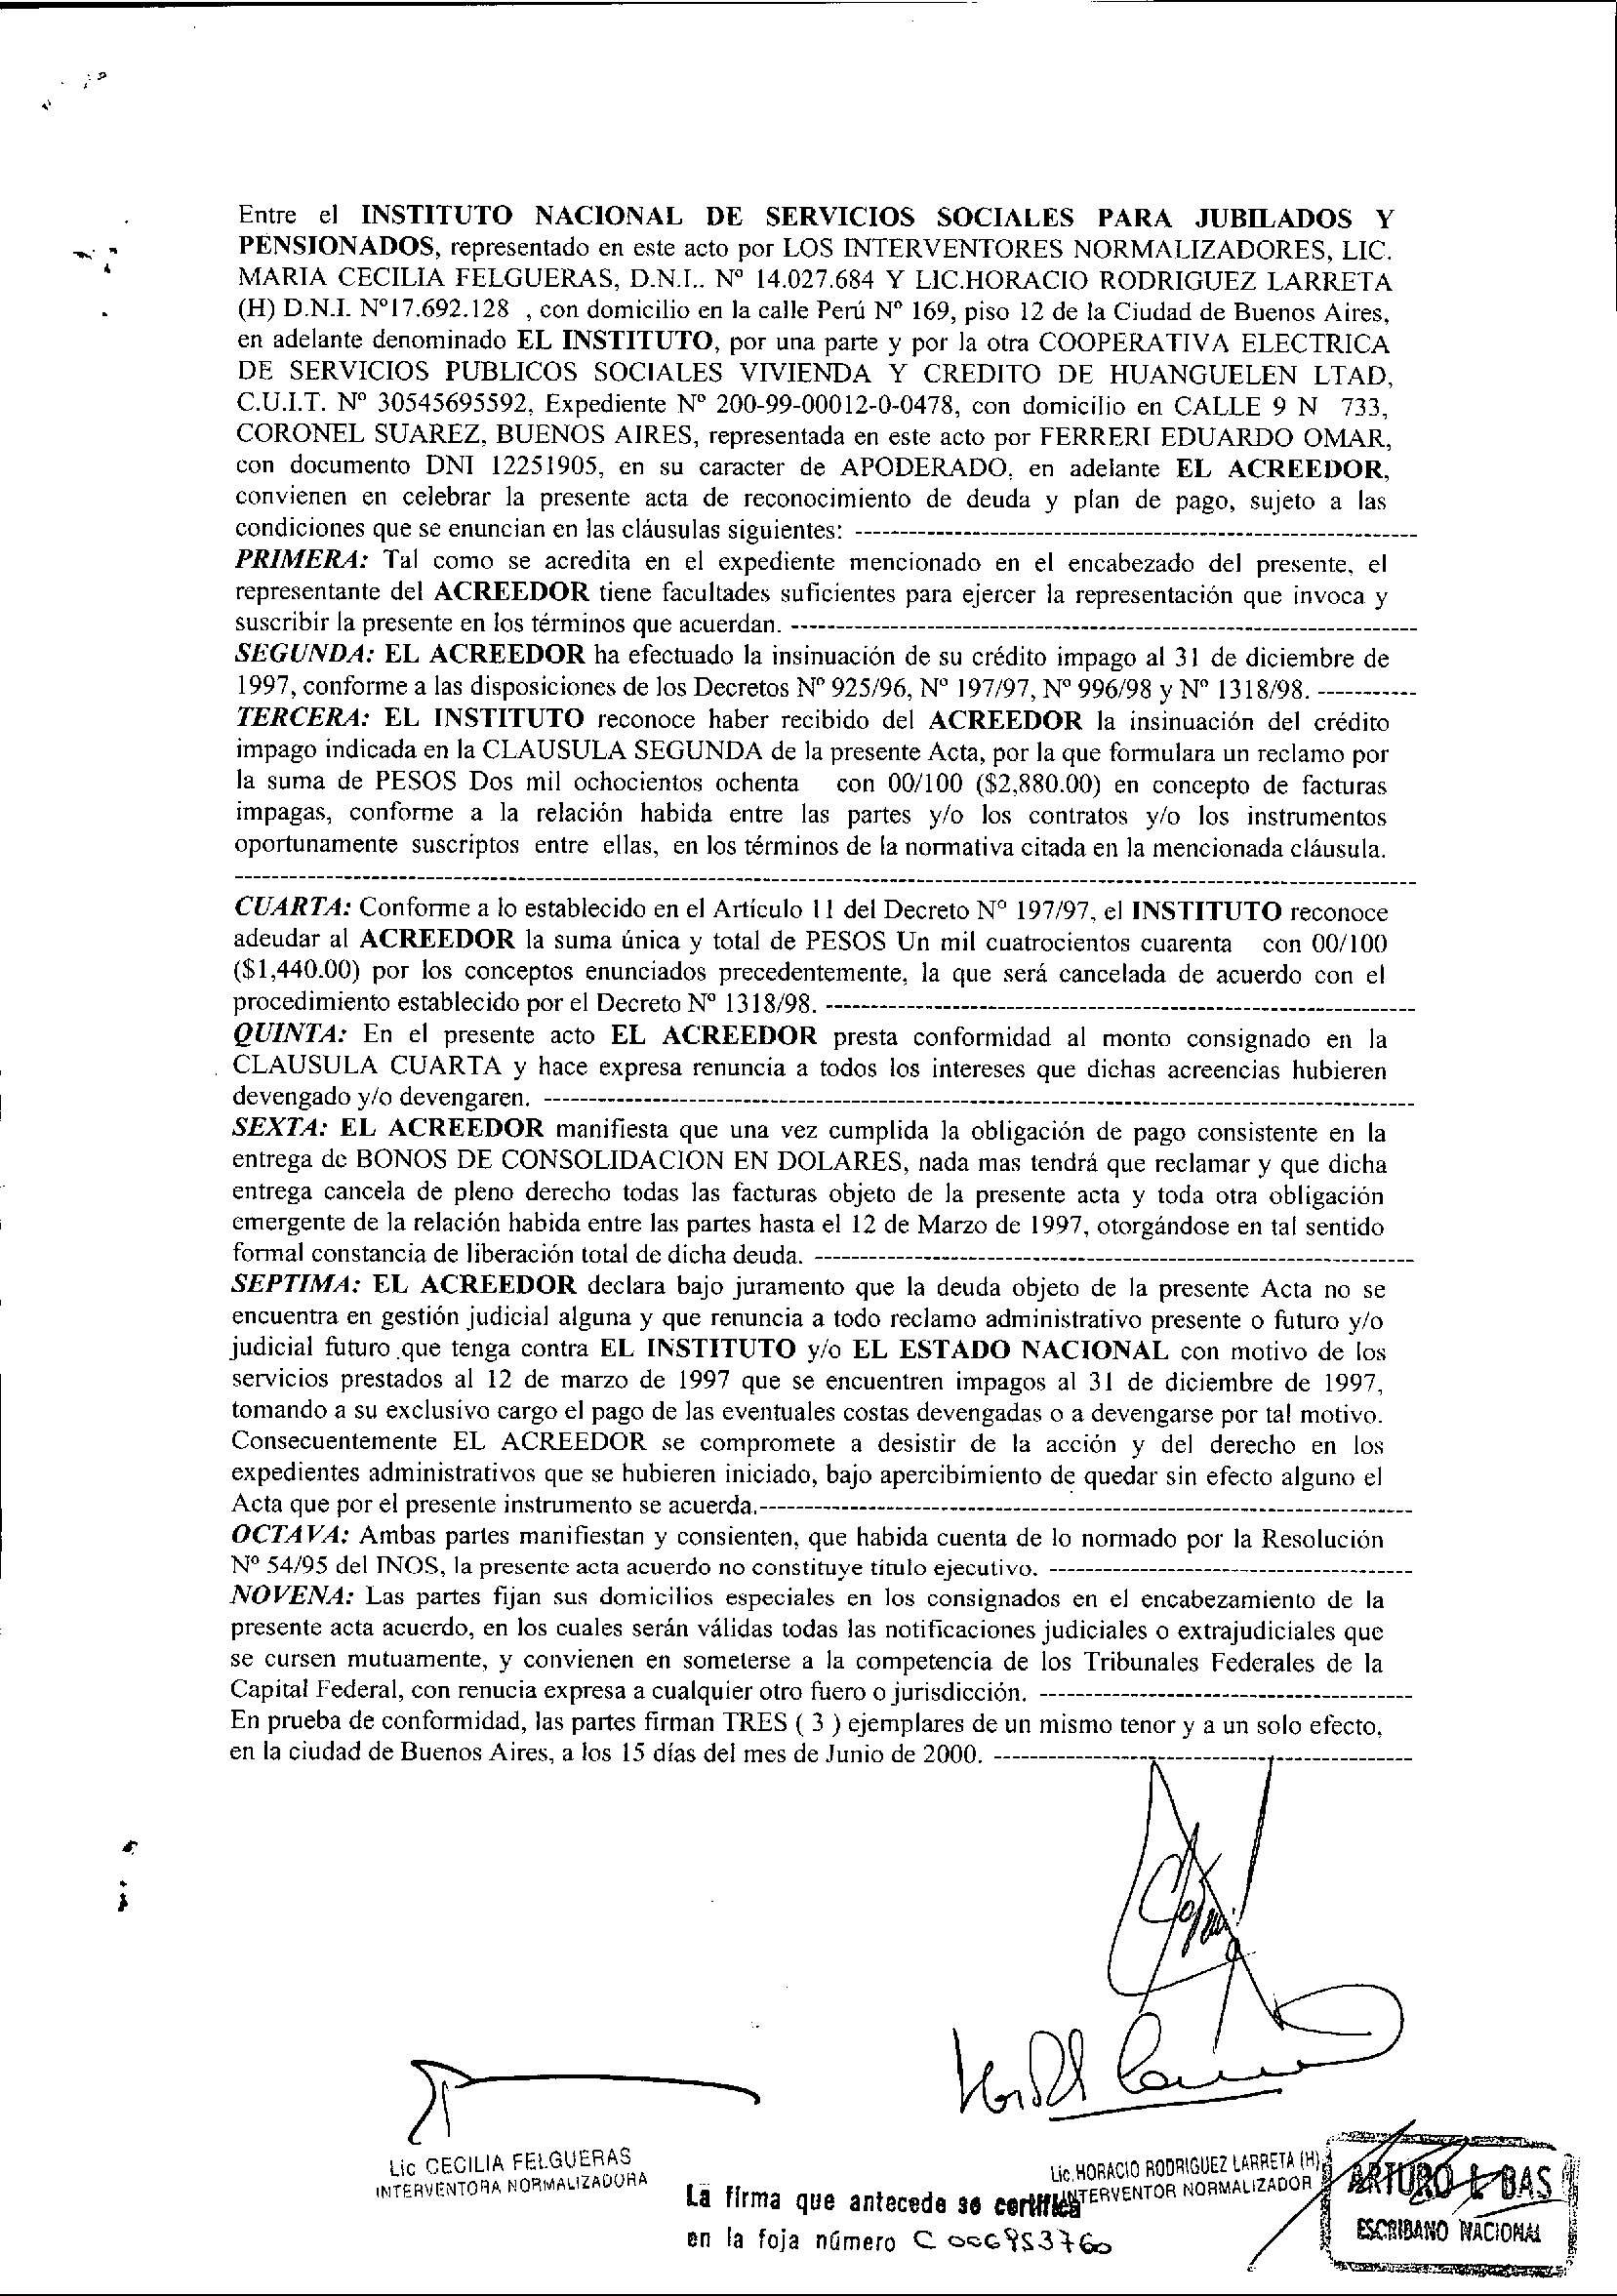 Entre el INSTITUTO NACIONAL DE SERVICIOS SOCIALES PARA JUBILADOS Y
PENSIONADOS, representado en este acto por LOS INTERVENTORES NORMALIZADORES, LIC.
MARIA CECILIA FELGUERAS, D.N.I.. Nº 14.027.684 Y LIC.HORACIO RODRIGUEZ LARRETA
(H) D.N.I. Nº17.692.128 , con domicilio en la calle Perú Nº 169, piso 12 de la Ciudad de Buenos Aires,
en adelante denominado EL INSTITUTO, por una parte y por la otra COOPERATIVA ELECTRICA
DE SERVICIOS PUBLICOS SOCIALES VIVIENDA Y CREDITO DE HUANGUELEN LTAD,
C.U.I.T. Nº 30545695592, Expediente Nº 200-99-00012-0-0478, con domicilio en CALLE 9 N 733,
CORONEL SUAREZ, BUENOS AIRES, representada en este acto por FERRERI EDUARDO OMAR,
con documento DNI 12251905, en su caracter de APODERADO, en adelante EL ACREEDOR,
convienen en celebrar la presente acta de reconocimiento de deuda y plan de pago, sujeto a las
condiciones que se enuncian en las cláusulas siguientes: ----------
PRIMERA: Tal como se acredita en el expediente mencionado en el encabezado del presente, el
representante del ACREEDOR tiene facultades suficientes para ejercer la representación que invoca y
suscribir la presente en los términos que acuerdan. ----------
SEGUNDA: EL ACREEDOR ha efectuado la insinuación de su crédito impago al 31 de diciembre de
1997, conforme a las disposiciones de los Decretos Nº 925/96, Nº 197/97, Nº 996/98 y Nº 1318/98. ----------
TERCERA: EL INSTITUTO reconoce haber recibido del ACREEDOR la insinuación del crédito
impago indicada en la CLAUSULA SEGUNDA de la presente Acta, por la que formulara un reclamo por
la suma de PESOS Dos mil ochocientos ochenta con 00/100 ($2,880.00) en concepto de facturas
impagas, conforme a la relación habida entre las partes y/o los contratos y/o los instrumentos
oportunamente suscriptos entre ellas, en los términos de la normativa citada en la mencionada cláusula.
----------
CUARTA: Conforme a lo establecido en el Artículo 11 del Decreto Nº 197/97, el INSTITUTO reconoce
adeudar al ACREEDOR la suma única y total de PESOS Un mil cuatrocientos cuarenta con 00/100
($1,440.00) por los conceptos enunciados precedentemente, la que será cancelada de acuerdo con el
procedimiento establecido por el Decreto Nº 1318/98. ----------
QUINTA: En el presente acto EL ACREEDOR presta conformidad al monto consignado en la
CLAUSULA CUARTA y hace expresa renuncia a todos los intereses que dichas acreencias hubieren
devengado y/o devengaren. ----------
SEXTA: EL ACREEDOR manifiesta que una vez cumplida la obligación de pago consistente en la
entrega de BONOS DE CONSOLIDACION EN DOLARES, nada mas tendrá que reclamar y que dicha
entrega cancela de pleno derecho todas las facturas objeto de la presente acta y toda otra obligación
emergente de la relación habida entre las partes hasta el 12 de Marzo de 1997, otorgándose en tal sentido
formal constancia de liberación total de dicha deuda. ----------
SEPTIMA: EL ACREEDOR declara bajo juramento que la deuda objeto de la presente Acta no se
encuentra en gestión judicial alguna y que renuncia a todo reclamo administrativo presente o futuro y/o
judicial futuro que tenga contra EL INSTITUTO y/o EL ESTADO NACIONAL con motivo de los
servicios prestados al 12 de marzo de 1997 que se encuentren impagos al 31 de diciembre de 1997,
tomando a su exclusivo cargo el pago de las eventuales costas devengadas o a devengarse por tal motivo.
Consecuentemente EL ACREEDOR se compromete a desistir de la acción y del derecho en los
expedientes administrativos que se hubieren iniciado, bajo apercibimiento de quedar sin efecto alguno el
Acta que por el presente instrumento se acuerda.----------
OCTAVA: Ambas partes manifiestan y consienten, que habida cuenta de lo normado por la Resolución
Nº 54/95 del INOS, la presente acta acuerdo no constituye título ejecutivo. ----------
NOVENA: Las partes fijan sus domicilios especiales en los consignados en el encabezamiento de la
presente acta acuerdo, en los cuales serán válidas todas las notificaciones judiciales o extrajudiciales que
se cursen mutuamente, y convienen en someterse a la competencia de los Tribunales Federales de la
Capital Federal, con renucia expresa a cualquier otro fuero o jurisdicción. ----------
En prueba de conformidad, las partes firman TRES ( 3 ) ejemplares de un mismo tenor y a un solo efecto,
en la ciudad de Buenos Aires, a los 15 días del mes de Junio de 2000. ----------
Lic CECILIA FELGUERAS
INTERVENTORA NORMALIZADORA
Lic. HORACIO RODRIGUEZ LARRETA (H)
INTERVENTOR NORMALIZADOR
La firma que antecede se certifica
en la foja número C 006953760
ARTURO L BAS
ESCRIBANO NACIONAL